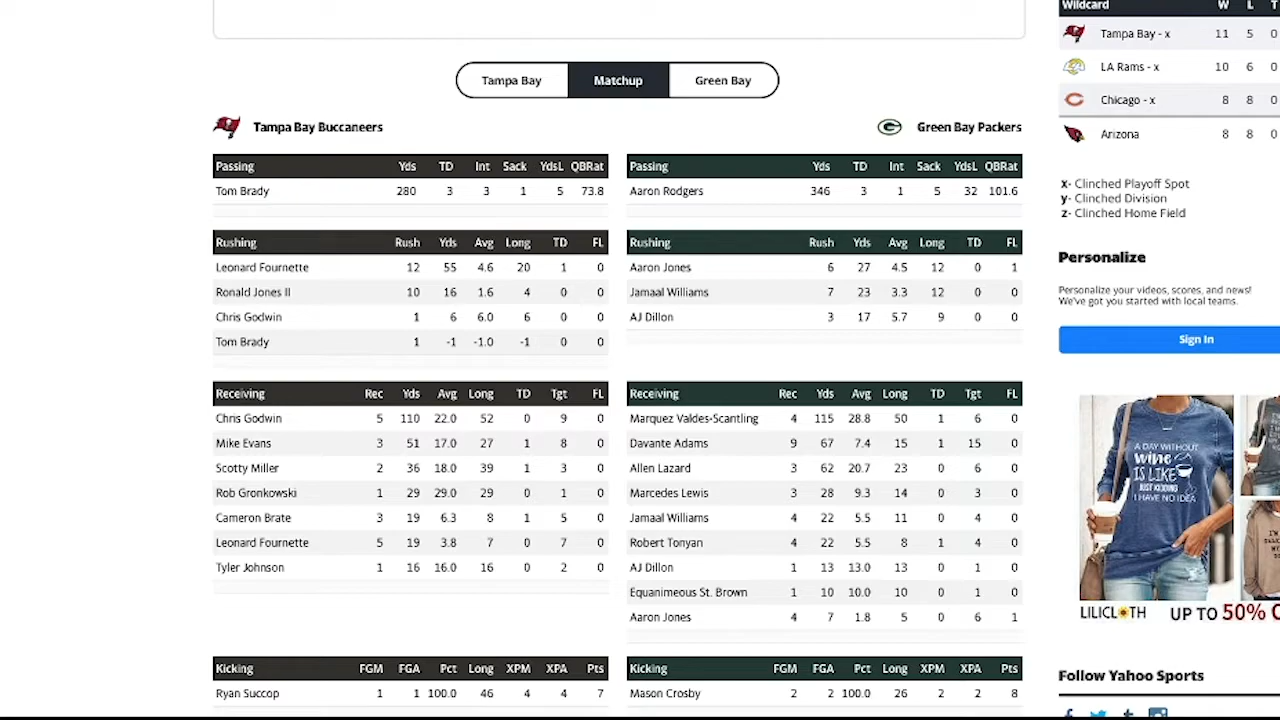 Wildcard W L T
Tampa Bay - x 11 5 0
LA Rams - x 10 6 0
Chicago - x 8 8 0
Arizona 8 8 0
x- Clinched Playoff Spot
y- Clinched Division
z- Clinched Home Field
Tampa Bay Matchup Green Bay
Tampa Bay Buccaneers
Passing Yds TD Int Sack YdsL QBRat
Tom Brady 280 3 3 1 5 73.8
Rushing Rush Yds Avg Long TD FL
Leonard Fournette 12 55 4.6 20 1 0
Ronald Jones II 10 16 1.6 4 0 0
Chris Godwin 1 6 6.0 6 0 0
Tom Brady 1 -1 -1.0 -1 0 0
Receiving Rec Yds Avg Long TD Tgt FL
Chris Godwin 5 110 22.0 52 0 9 0
Mike Evans 3 51 17.0 27 1 8 0
Scotty Miller 2 36 18.0 39 1 3 0
Rob Gronkowski 1 29 29.0 29 0 1 0
Cameron Brate 3 19 6.3 8 1 5 0
Leonard Fournette 5 19 3.8 7 0 7 0
Tyler Johnson 1 16 16.0 16 0 2 0
Kicking FGM FGA Pct Long XPM XPA Pts
Ryan Succop 1 1 100.0 46 4 4 7
Green Bay Packers
Passing Yds TD Int Sack YdsL QBRat
Aaron Rodgers 346 3 1 5 32 101.6
Rushing Rush Yds Avg Long TD FL
Aaron Jones 6 27 4.5 12 0 1
Jamaal Williams 7 23 3.3 12 0 0
AJ Dillon 3 17 5.7 9 0 0
Receiving Rec Yds Avg Long TD Tgt FL
Marquez Valdes-Scantling 4 115 28.8 50 1 6 0
Davante Adams 9 67 7.4 15 1 15 0
Allen Lazard 3 62 20.7 23 0 6 0
Marcedes Lewis 3 28 9.3 14 0 3 0
Jamaal Williams 4 22 5.5 11 0 4 0
Robert Tonyan 4 22 5.5 8 1 4 0
AJ Dillon 1 13 13.0 13 0 1 0
Equanimeous St. Brown 1 10 10.0 10 0 1 0
Aaron Jones 4 7 1.8 5 0 6 1
Kicking FGM FGA Pct Long XPM XPA Pts
Mason Crosby 2 2 100.0 26 2 2 8
Personalize
Personalize your videos, scores, and news!
We've got you started with local teams.
Sign In
A DAY WITHOUT
wine
IS LIKE
JUST KIDDING
I HAVE NO IDEA
LILICLOTH UP TO 50%
Follow Yahoo Sports